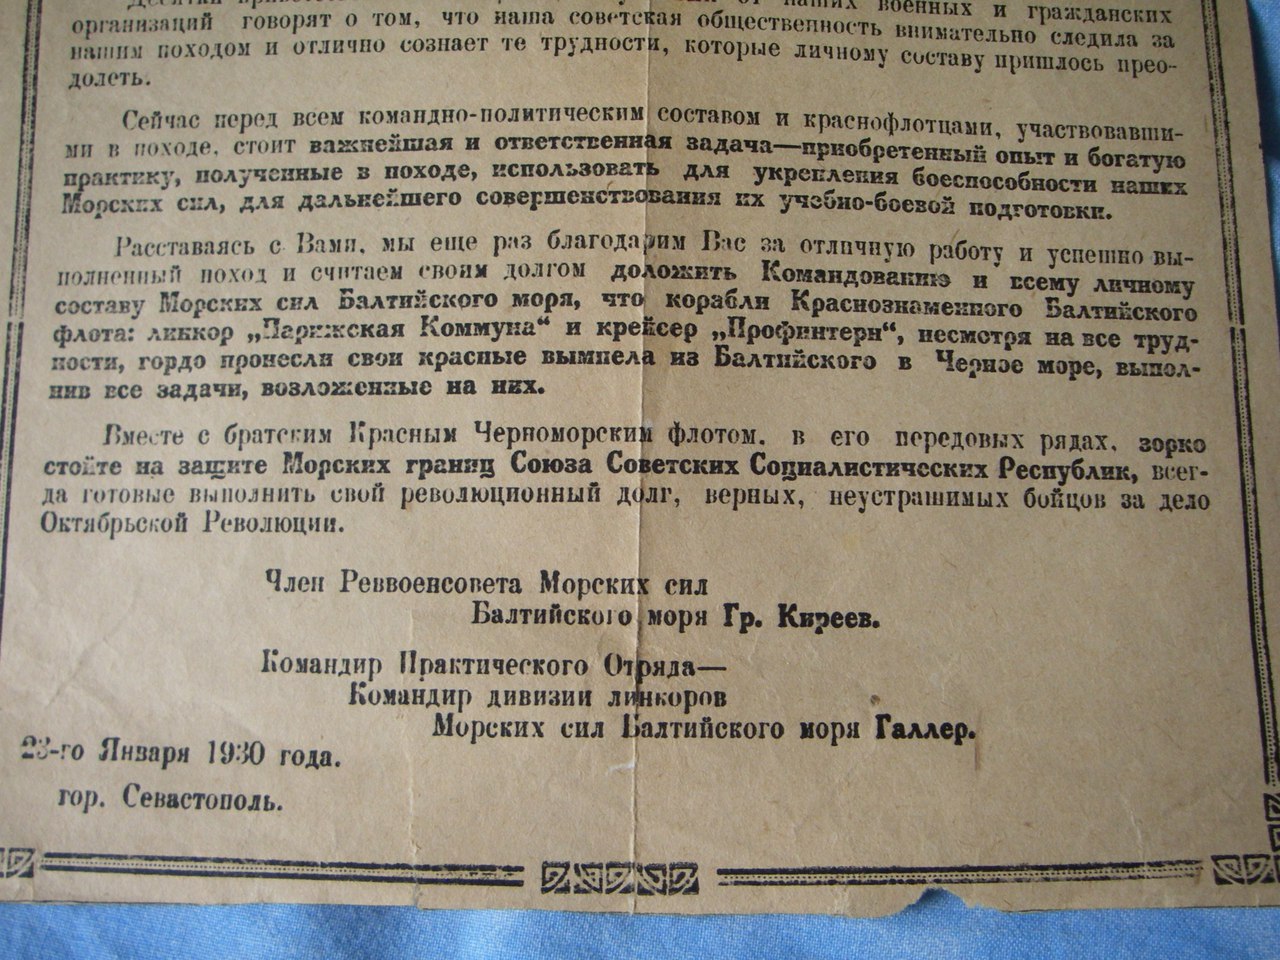 от наших военных и гражданских
организаций говорят о том, что наша советская общественность внимательно следила за
нашим походом и отлично сознает те трудности, которые личному составу пришлось прео-
долеть.
Сейчас перед всем командно-политическим составом и краснофлотцами, участвовавши-
ми в походе, стоит важнейшая и ответственная задача—приобретенный опыт и богатую
практику, полученные в походе, использовать для укрепления боеспособности наших
Морских сил, для дальнейшего совершенствования их учебно-боевой подготовки.
Расставаясь с Вами, мы еще раз благодарим Вас за отличную работу и успешно вы-
полненный поход и считаем своим долгом доложить Командованию и всему личному
составу Морских сил Балтийского моря, что корабли Краснознаменного Балтийского
флота: линкор „Парижская Коммуна“ и крейсер „Профинтерн“, несмотря на все труд-
ности, гордо пронесли свои красные вымпела из Балтийского в Черное море, выпол-
нив все задачи, возложенные на них.
Вместе с братским Красным Черноморским флотом, в его передовых рядах, зорко
стойте на защите Морских границ Союза Советских Социалистических Республик, всег-
да готовые выполнить свой революционный долг, верных, неустрашимых бойцов за дело
Октябрьской Революции.
Член Реввоенсовета Морских сил
Балтийского моря Гр. Киреев.
Командир Практического Отряда—
Командир дивизии линкоров
Морских сил Балтийского моря Галлер.
Января 1930 года.
гор. Севастополь.